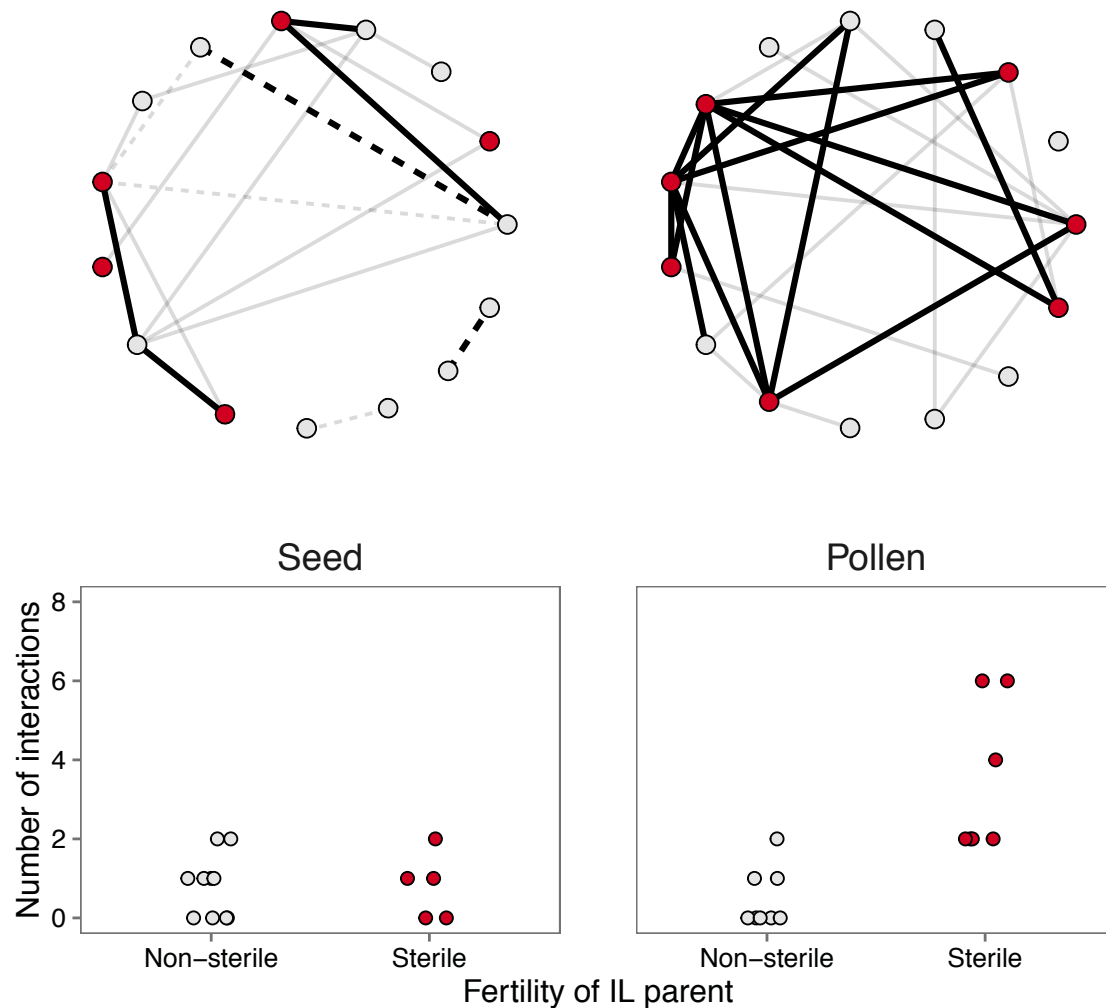 Seed
Pollen
Number of interactions
8
6
4
2
0
Non−sterile
Sterile
Non−sterile
Sterile
Fertility of IL parent